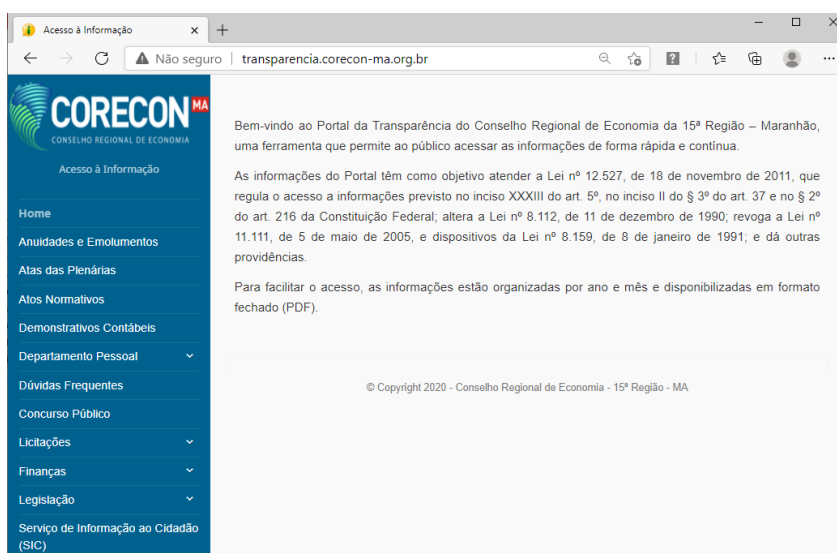 Acesso à Informação
Não seguro
transparencia.corecon-ma.org.br
CORECON MA
CONSELHO REGIONAL DE ECONOMIA
Acesso à Informação
Home
Anuidades e Emolumentos
Atas das Plenárias
Atos Normativos
Demonstrativos Contábeis
Departamento Pessoal
Dúvidas Frequentes
Concurso Público
Licitações
Finanças
Legislação
Serviço de Informação ao Cidadão
(SIC)
Bem-vindo ao Portal da Transparência do Conselho Regional de Economia da 15ª Região – Maranhão,
uma ferramenta que permite ao público acessar as informações de forma rápida e contínua.
As informações do Portal têm como objetivo atender a Lei nº 12.527, de 18 de novembro de 2011, que
regula o acesso a informações previsto no inciso XXXIII do art. 5º, no inciso II do § 3º do art. 37 e no § 2º
do art. 216 da Constituição Federal; altera a Lei nº 8.112, de 11 de dezembro de 1990; revoga a Lei nº
11.111, de 5 de maio de 2005, e dispositivos da Lei nº 8.159, de 8 de janeiro de 1991; e dá outras
providências.
Para facilitar o acesso, as informações estão organizadas por ano e mês e disponibilizadas em formato
fechado (PDF).
© Copyright 2020 - Conselho Regional de Economia - 15ª Região - MA